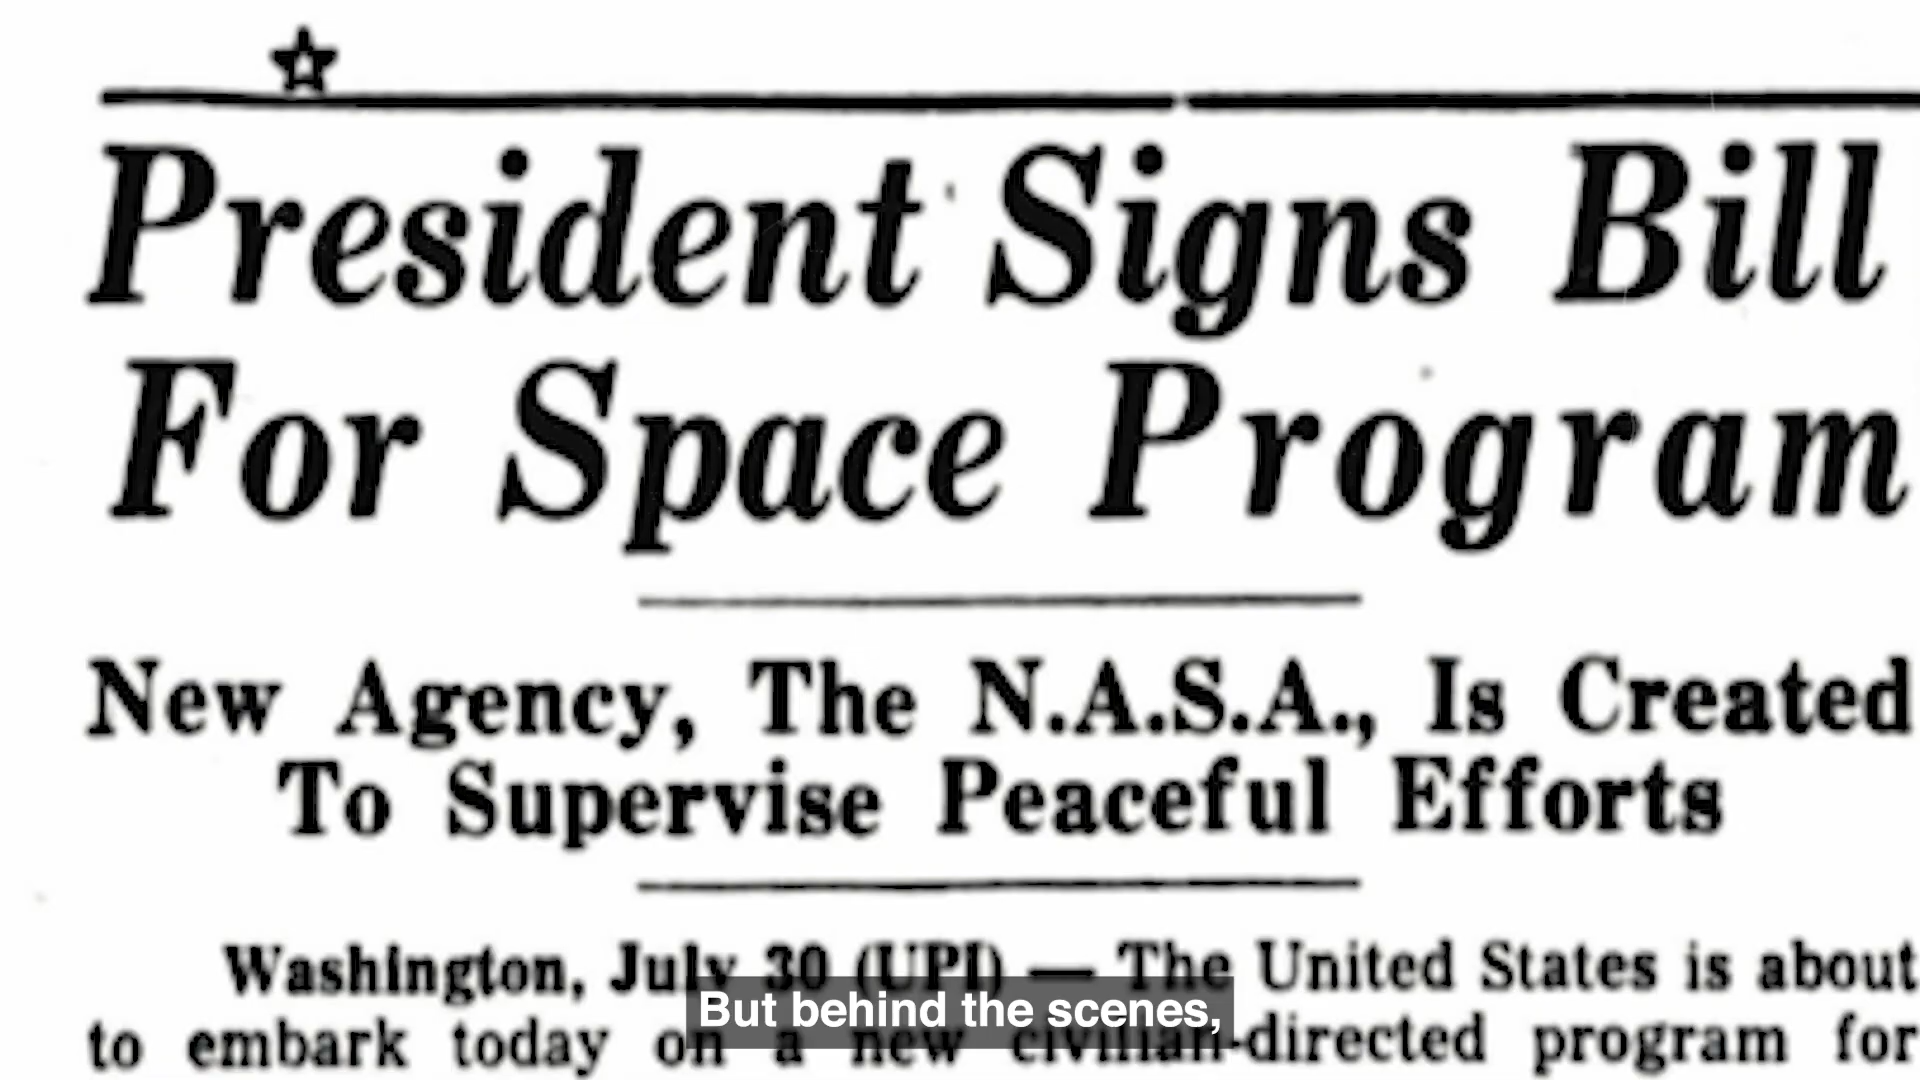 President Signs Bill
For Space Program
New Agency, The N.A.S.A., Is Created
To Supervise Peaceful Efforts
Washington, July 30 (UPI) — The United States is about
But behind the scenes,
to embark today on a new civilian-directed program for